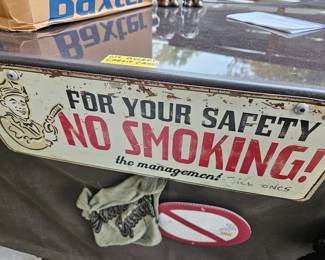 Baxter
FOR YOUR SAFETY
NO SMOKING!
the management